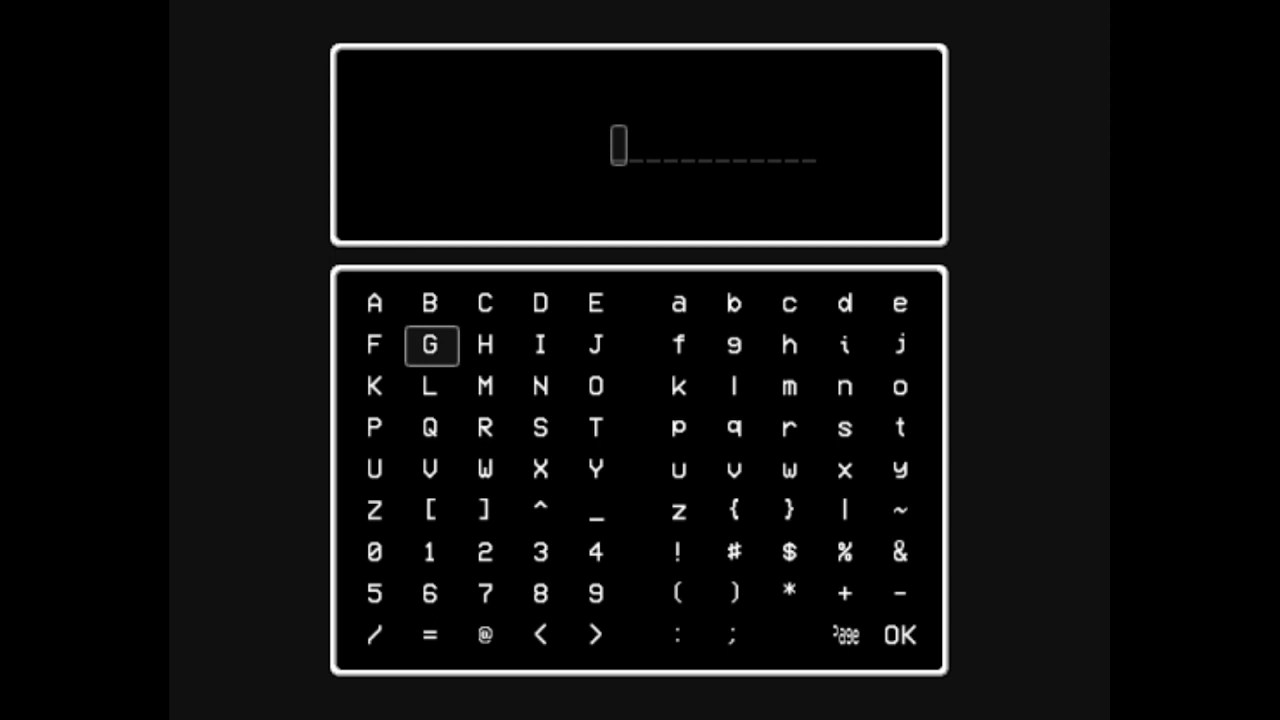 A B C D E a b c d e
F G H I J f g h i j
K L M N O k l m n o
P Q R S T p q r s t
U V W X Y u v w x y
Z [ ] ^ _ z { } | ~
0 1 2 3 4 ! # $ % &
5 6 7 8 9 ( ) * + -
/ = @ < > : ; Page OK